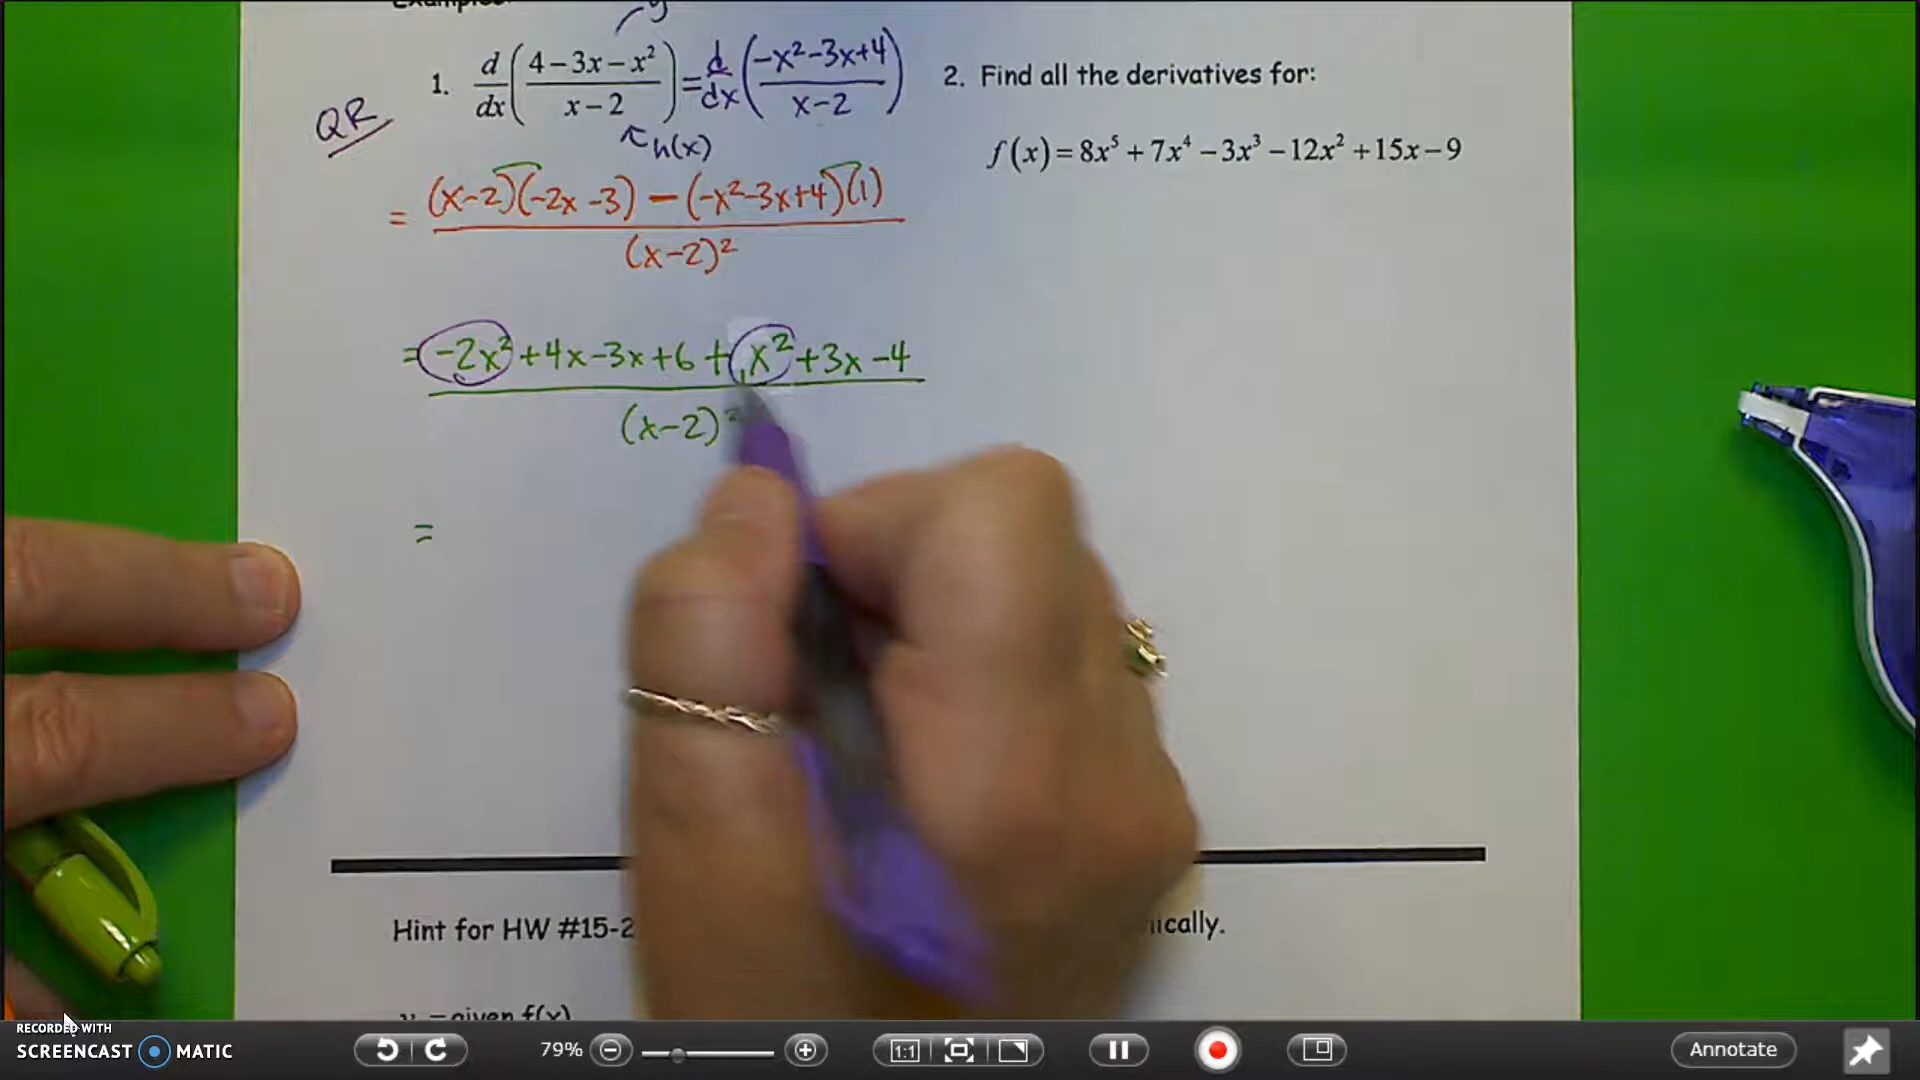 1. d/dx((4-3x-x²)/(x-2)) = d/dx((-x²-3x+4)/(x-2))
h(x)
QR
= ((x-2)(-2x-3) - (-x²-3x+4)(1))/(x-2)²
= (-2x²+4x-3x+6+x²+3x-4)/(x-2)²
=
2. Find all the derivatives for:
f(x)=8x⁵+7x⁴-3x³-12x²+15x-9
Hint for HW #15-2
ically.
= given f(x)
RECORDED WITH
SCREENCAST MATIC
79%
1:1
Annotate